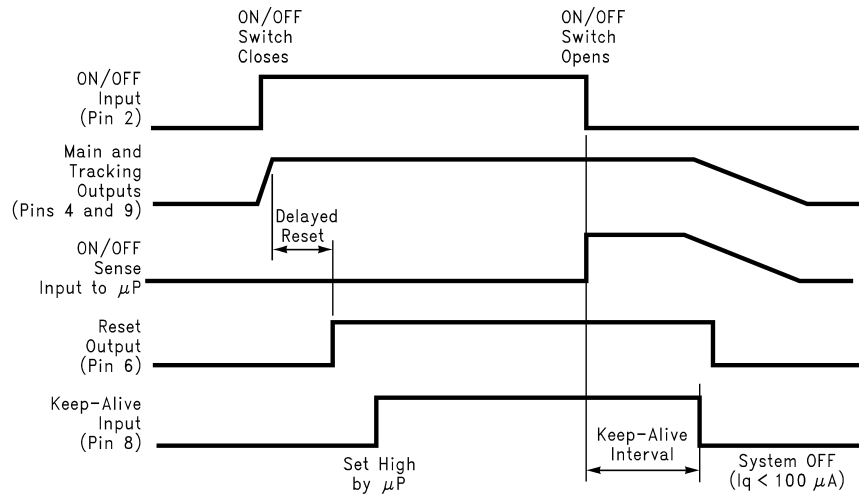 ON/OFF
Switch
Closes
ON/OFF
Switch
Opens
ON/OFF
Input
(Pin 2)
Main and
Tracking
Outputs
(Pins 4 and 9)
Delayed
Reset
ON/OFF
Sense
Input to μP
Reset
Output
(Pin 6)
Keep-Alive
Input
(Pin 8)
Set High
by μP
Keep-Alive
Interval
System OFF
(Iq < 100 μA)